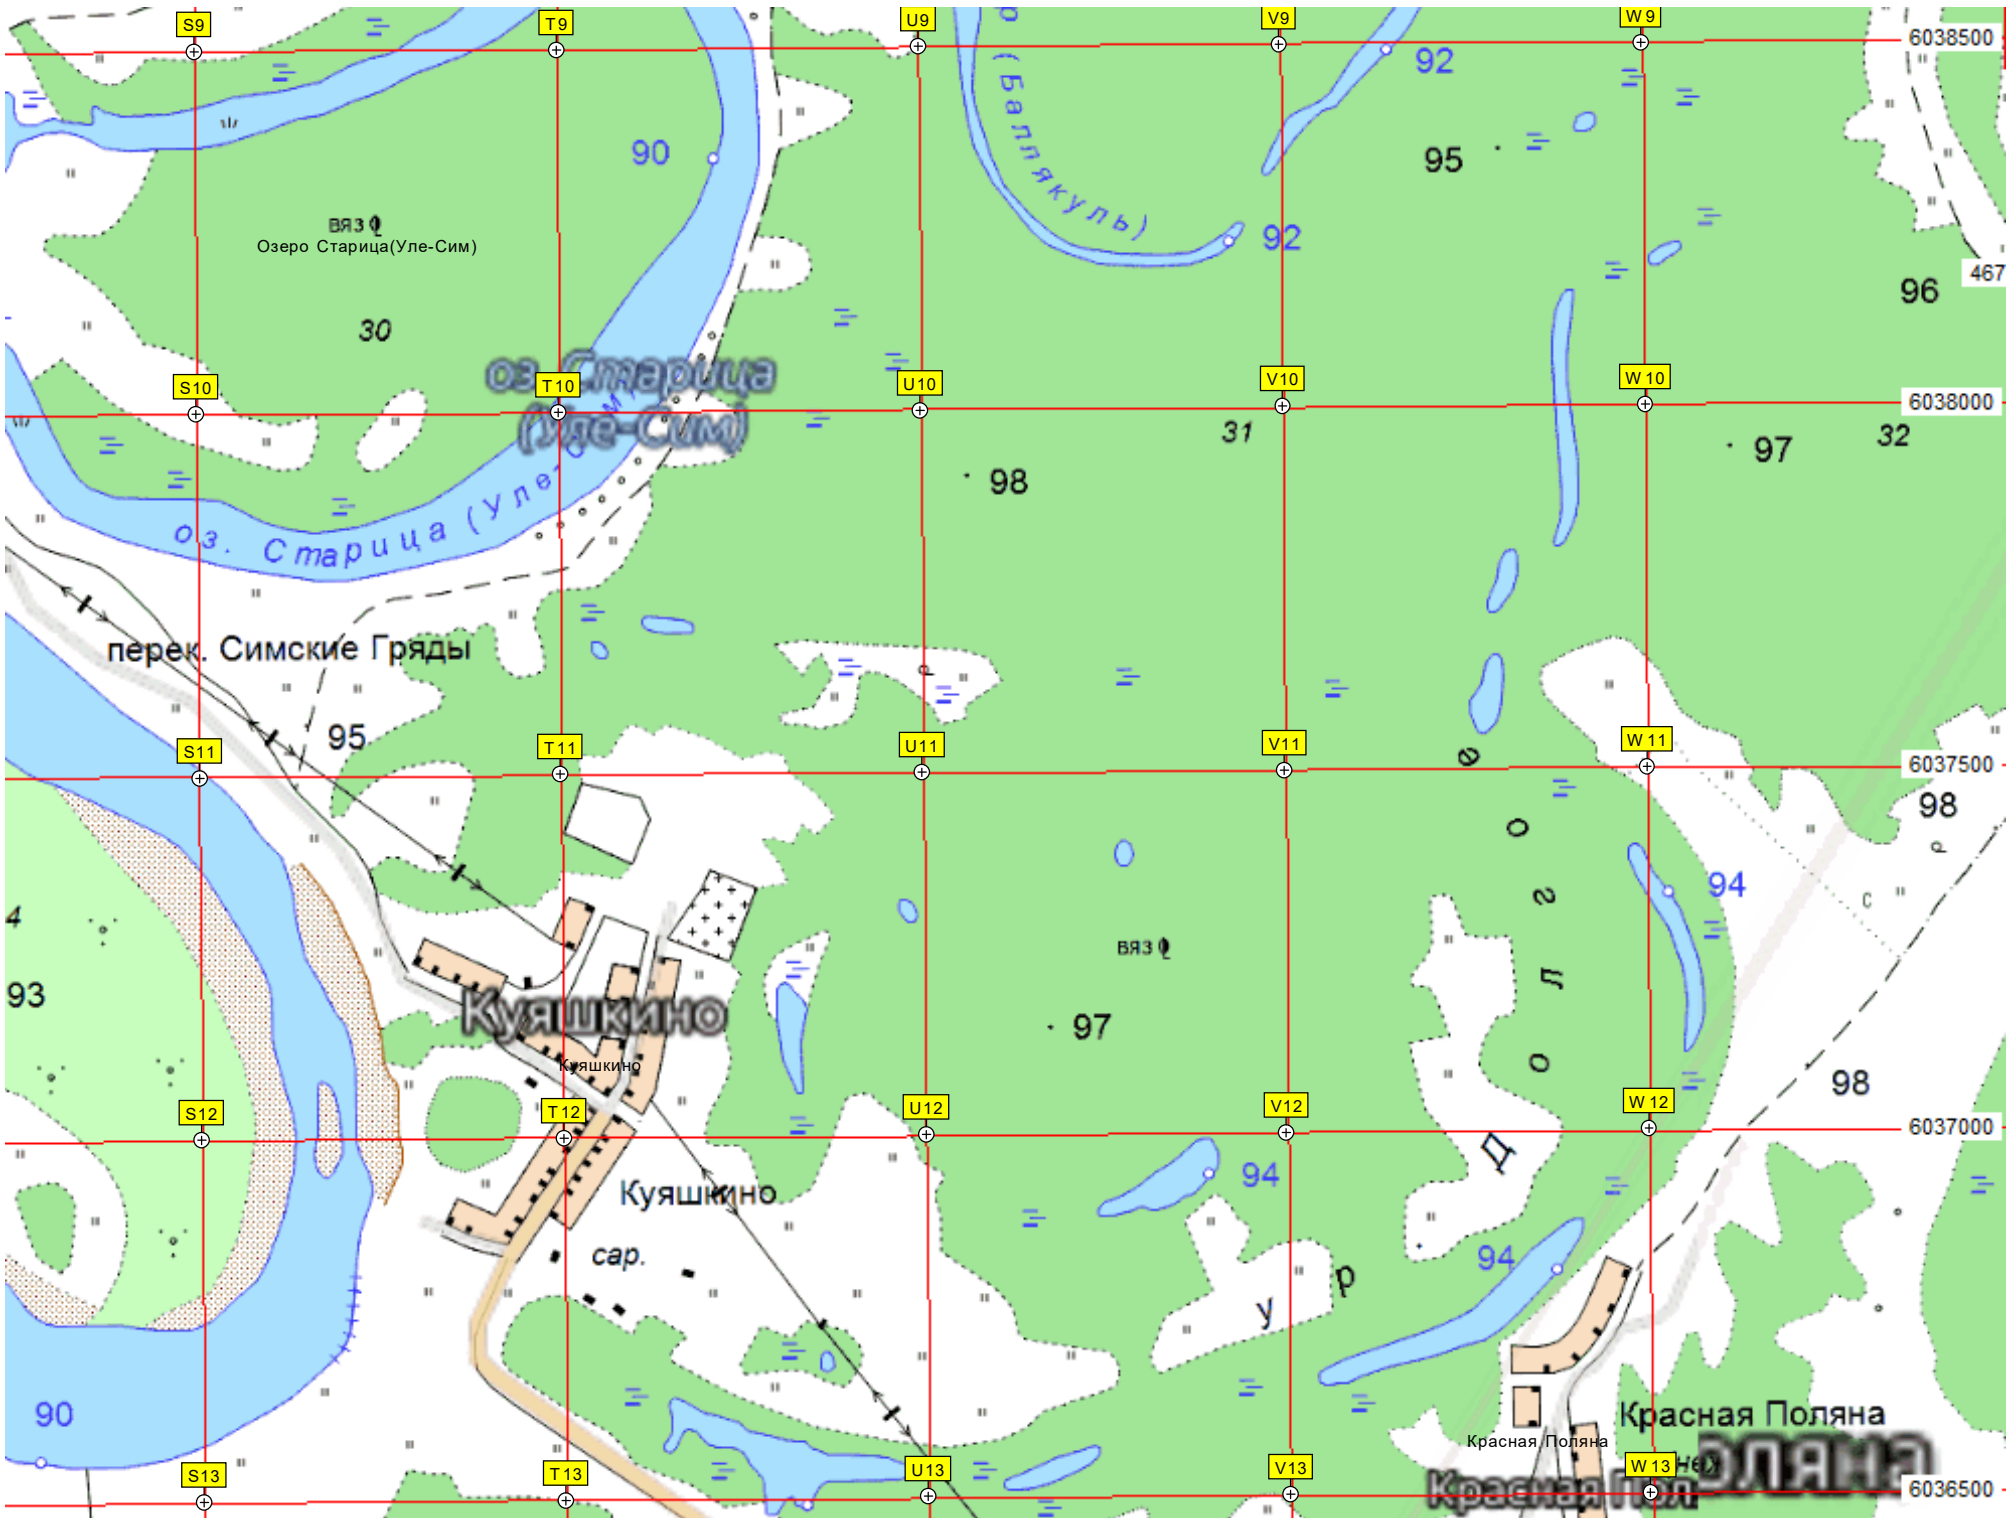 S9
T9
U9
V9
W9
6038500
92
р (Баллякуль)
90
95
вяз
Озеро Старица(Уле-Сим)
92
467
96
30
оз. Старица
(Уле-Сим)
S10
T10
U10
V10
W10
6038000
31
32
97
98
оз. Старица (Уле-Сим)
перек. Симские Гряды
р
95
S11
T11
U11
V11
W11
6037500
98
р
94
с
4
вяз
93
97
Куяшкино
Куяшкино
98
S12
T12
U12
V12
W12
6037000
94
Куяшкино
сар.
94
ур Долгое
90
Красная Поляна
Красная Поляна
неж
оляна
Красная Пол
S13
T13
U13
V13
W13
6036500